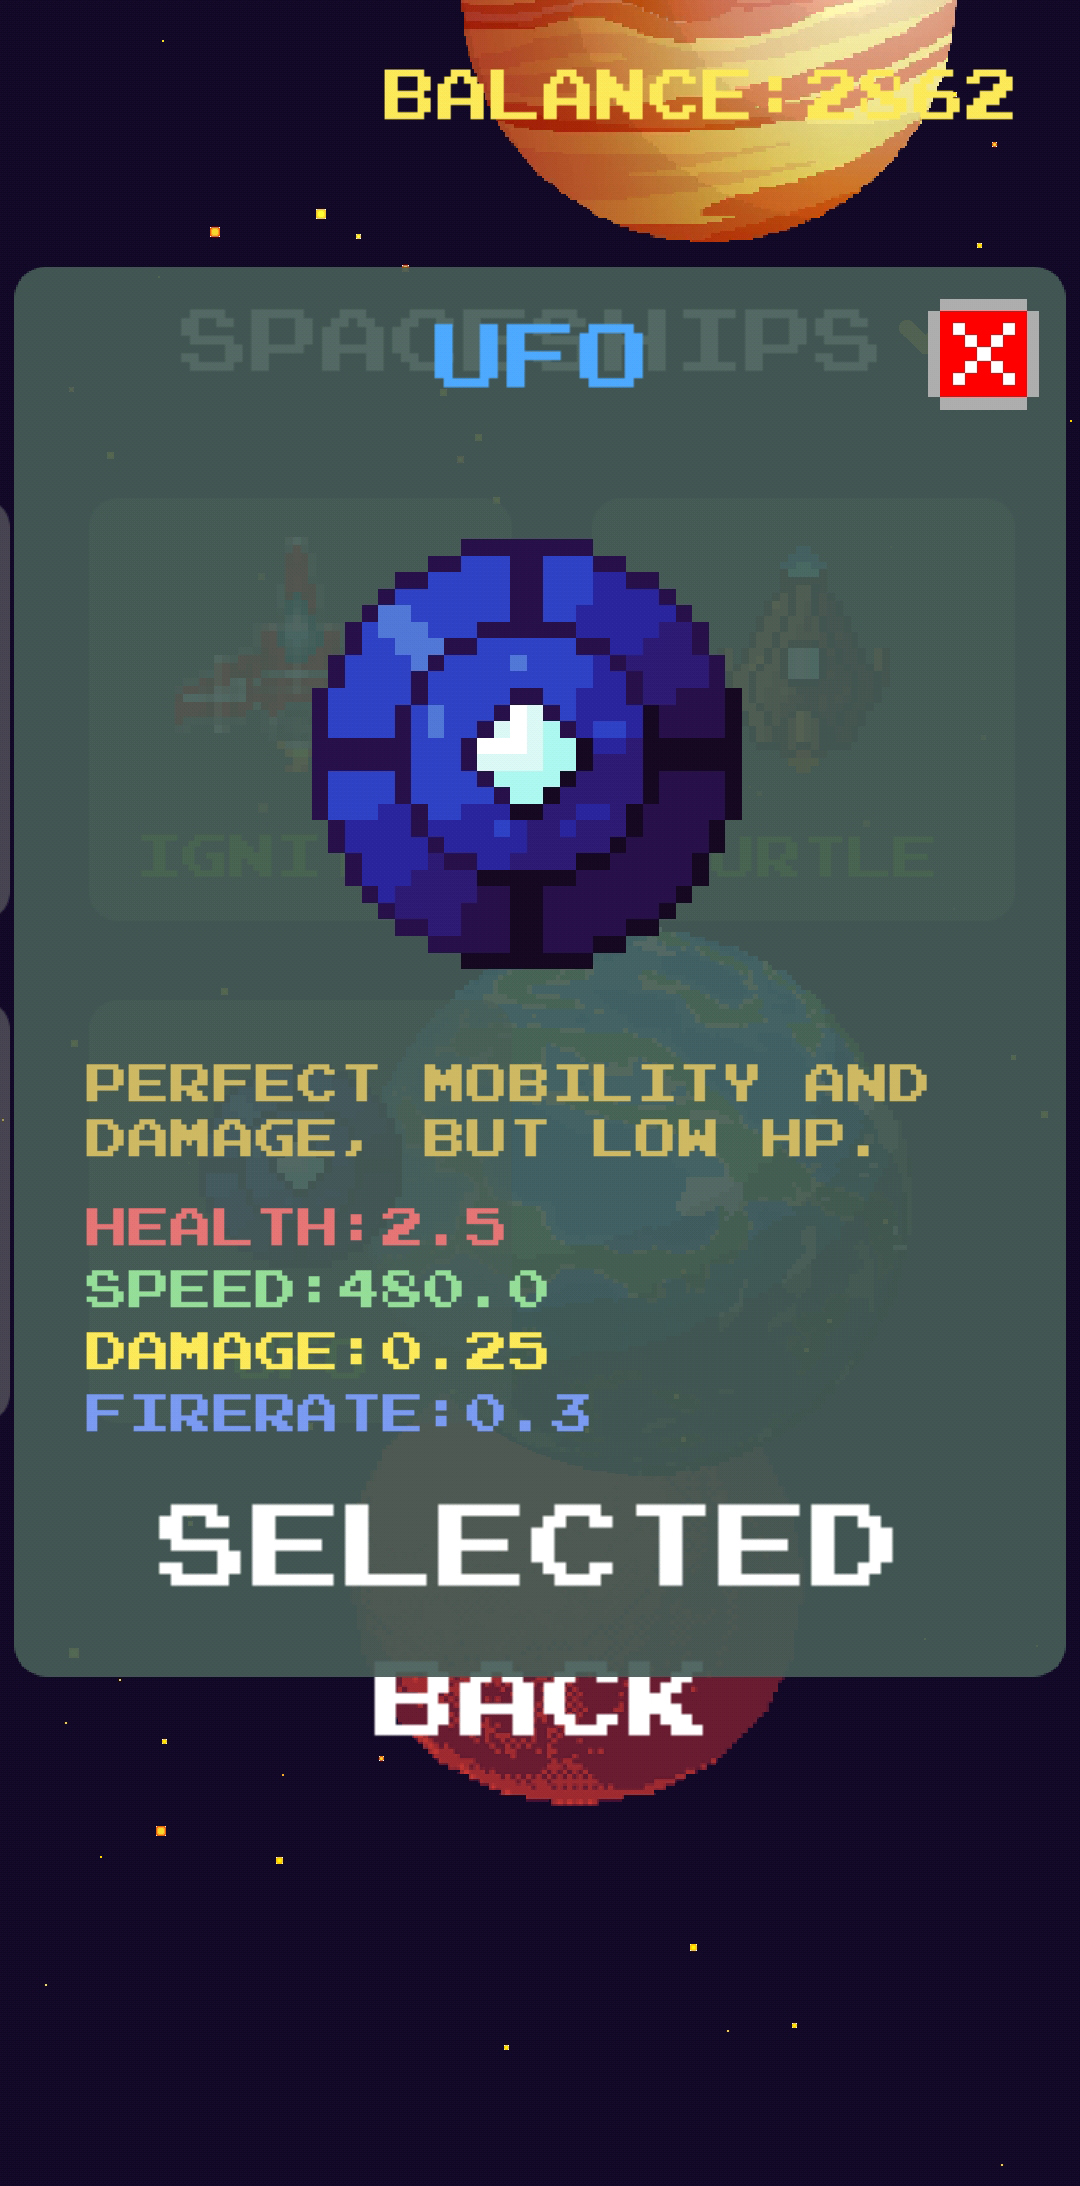 BALANCE:2862
SPACESHIPS
UFO
IGNI
URTLE
PERFECT MOBILITY AND
DAMAGE, BUT LOW HP.
HEALTH:2.5
SPEED:480.0
DAMAGE:0.25
FIRERATE:0.3
SELECTED
BACK